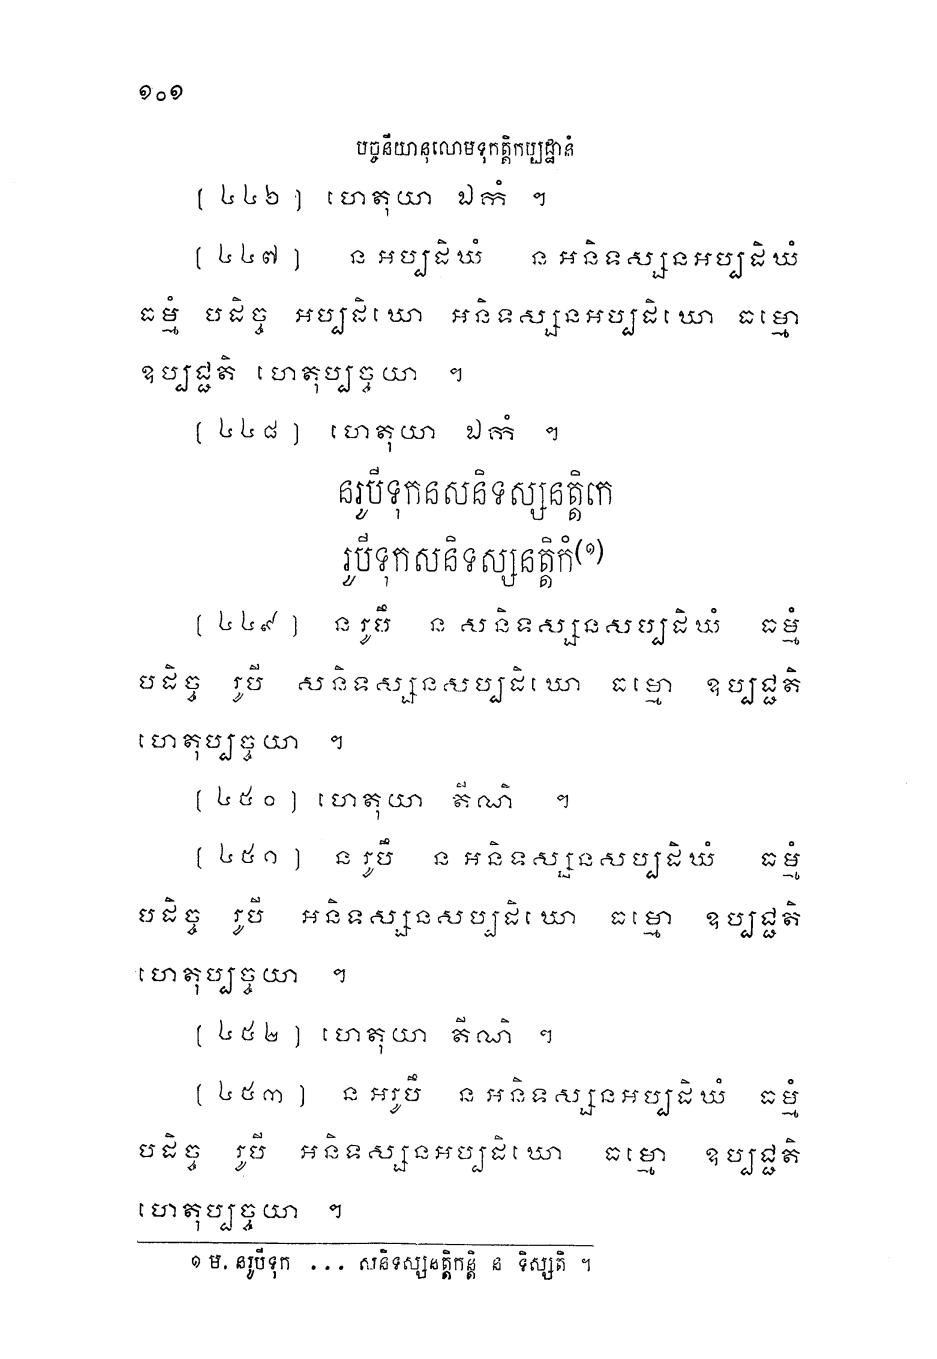 ១០១
បច្ចនីយានុលោមទុកត្តិកប្បដ្ឋានំ
[ ៤៤៦ ] ហេតុយា ឯកំ ។
[ ៤៤៧ ] ន អប្បដិឃំ ន អនិទស្សនអប្បដិឃំ
ធម្មំ បដិច្ច អប្បដិឃោ អនិទស្សនអប្បដិឃោ ធម្មោ
ឧប្បជ្ជតិ ហេតុប្បច្ចយា ។
[ ៤៤៨ ] ហេតុយា ឯកំ ។
នរូបីទុកនសនិទស្សនត្តិកេ
រូបីទុកសនិទស្សនត្តិកំ(១)
[ ៤៤៩ ] ន រូបឹ ន សនិទស្សនសប្បដិឃំ ធម្មំ
បដិច្ច រូបី សនិទស្សនសប្បដិឃោ ធម្មោ ឧប្បជ្ជតិ
ហេតុប្បច្ចយា ។
[ ៤៥០ ] ហេតុយា តីណិ ។
[ ៤៥១ ] ន រូបឹ ន អនិទស្សនសប្បដិឃំ ធម្មំ
បដិច្ច រូបី អនិទស្សនសប្បដិឃោ ធម្មោ ឧប្បជ្ជតិ
ហេតុប្បច្ចយា ។
[ ៤៥២ ] ហេតុយា តីណិ ។
[ ៤៥៣ ] ន អរូបឹ ន អនិទស្សនអប្បដិឃំ ធម្មំ
បដិច្ច រូបី អនិទស្សនអប្បដិឃោ ធម្មោ ឧប្បជ្ជតិ
ហេតុប្បច្ចយា ។
១ ម. នរូបីទុក ... សនិទស្សនត្តិកន្តិ ន ទិស្សតិ ។